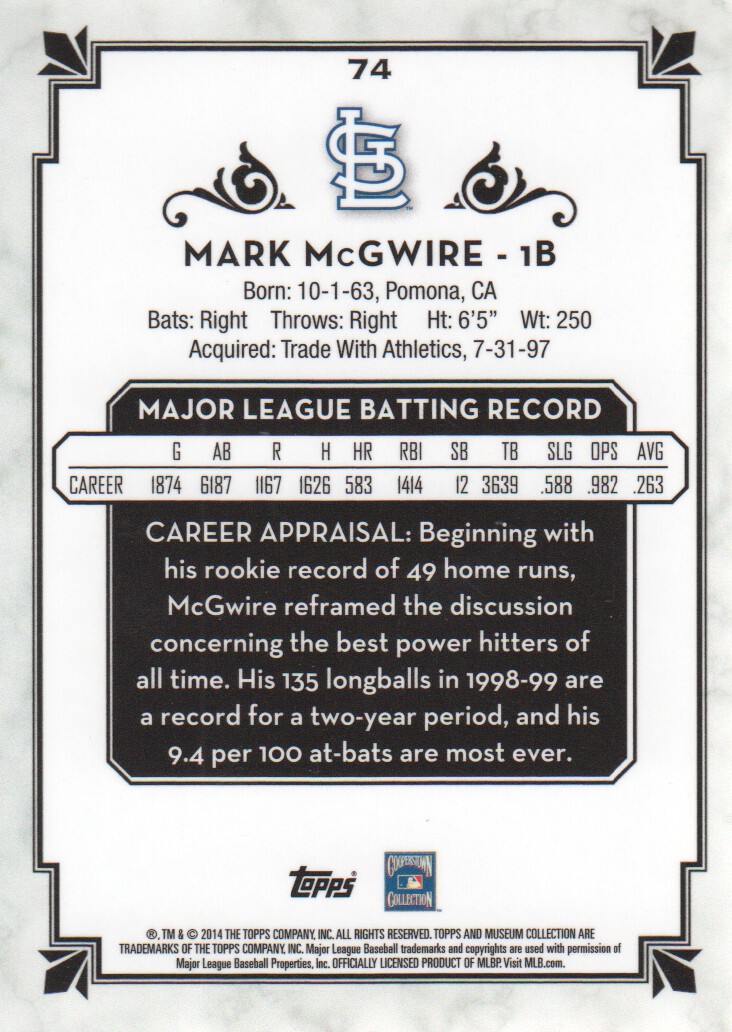 74
STL
MARK McGWIRE - 1B
Born: 10-1-63, Pomona, CA
Bats: Right Throws: Right Ht: 6'5" Wt: 250
Acquired: Trade With Athletics, 7-31-97
MAJOR LEAGUE BATTING RECORD
G AB R H HR RBI SB TB SLG OPS AVG
CAREER 1874 6187 1167 1626 583 1414 12 3639 .588 .982 .263
CAREER APPRAISAL: Beginning with
his rookie record of 49 home runs,
McGwire reframed the discussion
concerning the best power hitters of
all time. His 135 longballs in 1998-99 are
a record for a two-year period, and his
9.4 per 100 at-bats are most ever.
topps®
COOPERSTOWN
COLLECTION
®, TM & © 2014 THE TOPPS COMPANY, INC. ALL RIGHTS RESERVED. TOPPS AND MUSEUM COLLECTION ARE
TRADEMARKS OF THE TOPPS COMPANY, INC. Major League Baseball trademarks and copyrights are used with permission of
Major League Baseball Properties, Inc. OFFICIALLY LICENSED PRODUCT OF MLBP. Visit MLB.com.